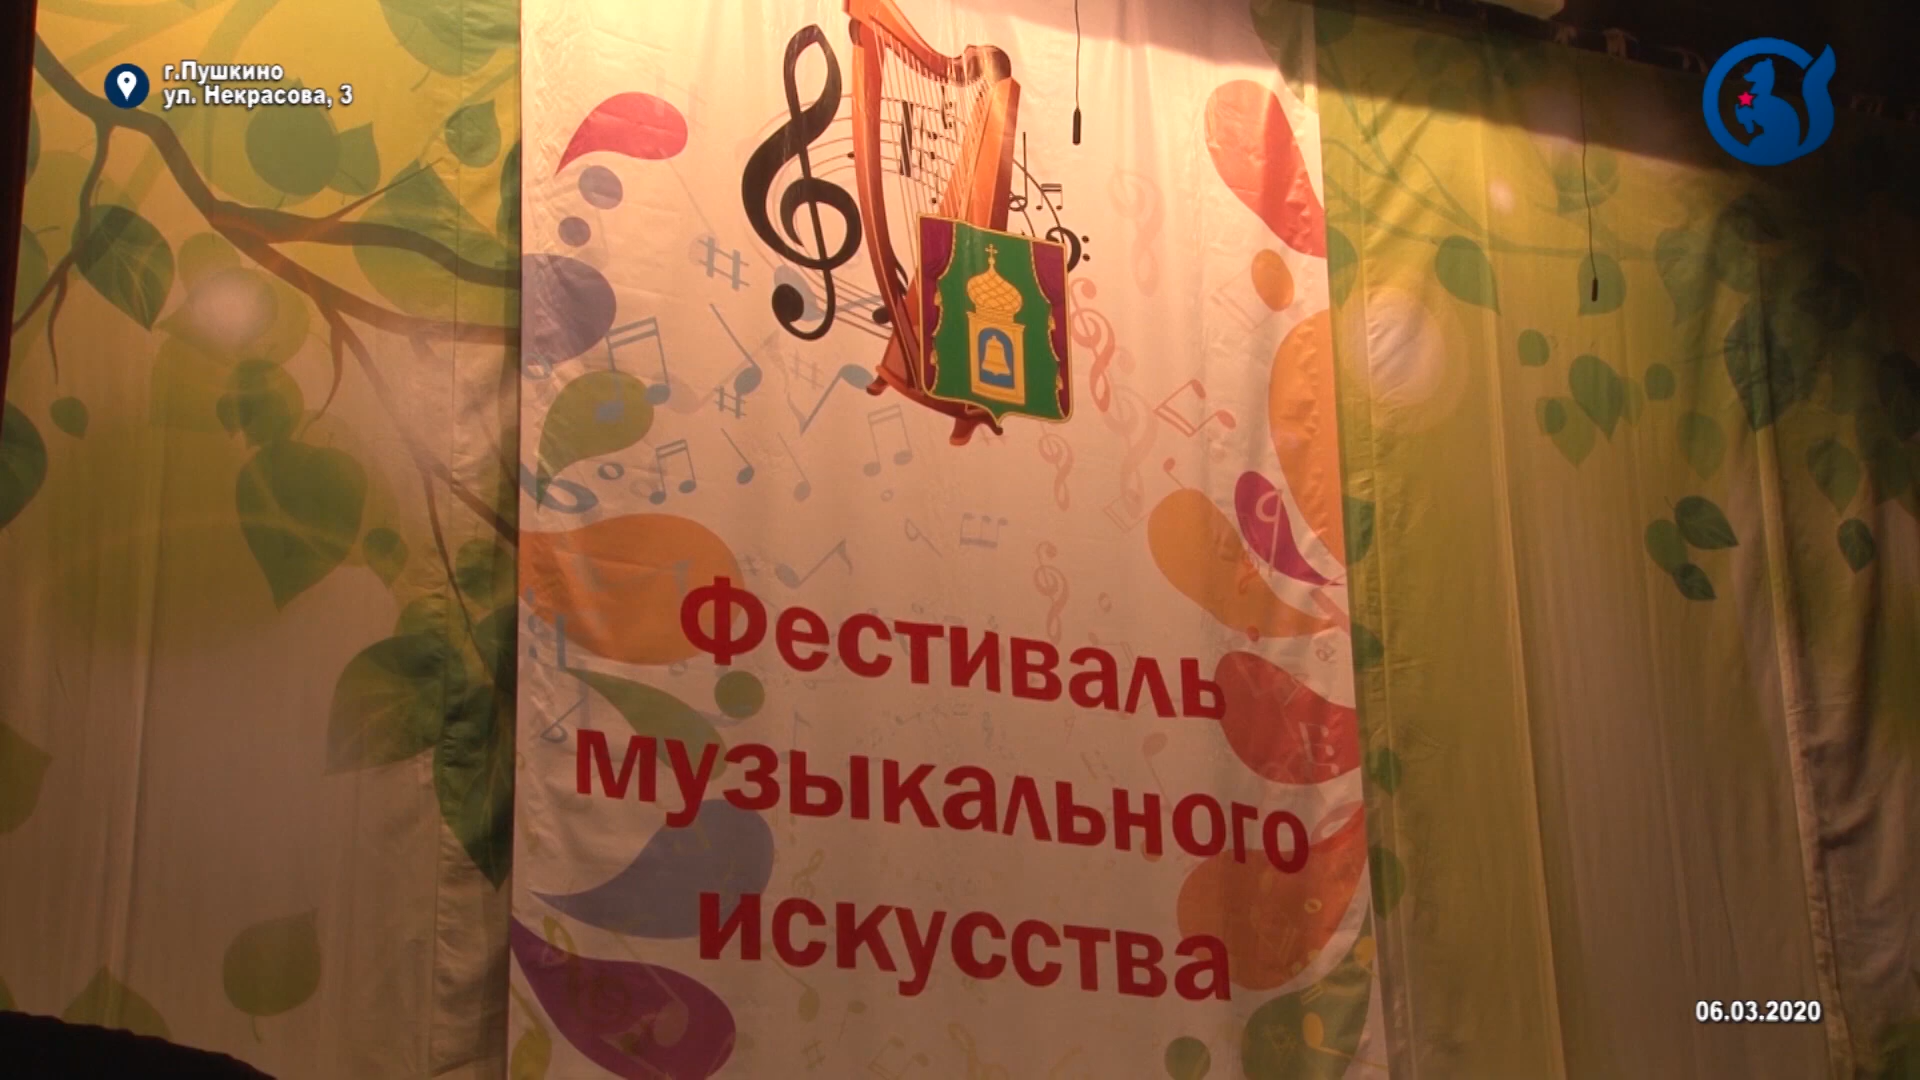 г.Пушкино
ул. Некрасова, 3
Фестиваль
музыкального
искусства
06.03.2020